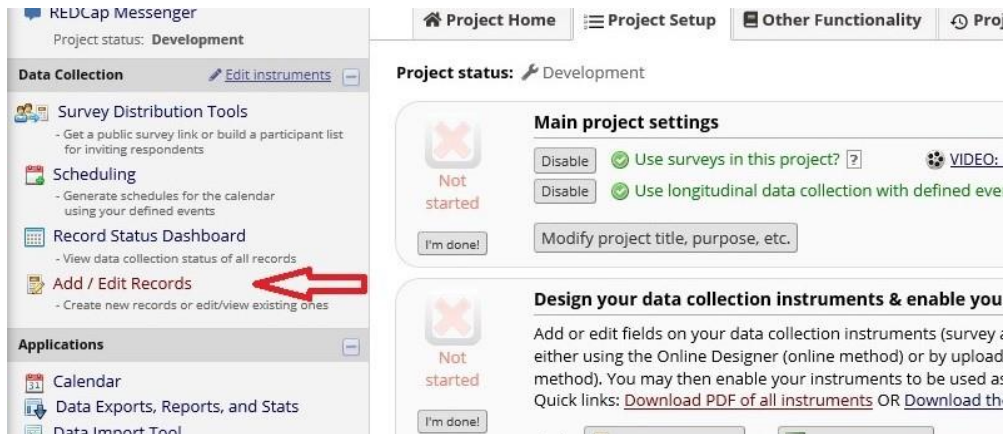 REDCap Messenger
Project status: Development
Data Collection
Edit instruments
Survey Distribution Tools
- Get a public survey link or build a participant list
for inviting respondents
Scheduling
- Generate schedules for the calendar
using your defined events
Record Status Dashboard
- View data collection status of all records
Add / Edit Records
- Create new records or edit/view existing ones
Applications
31 Calendar
Data Exports, Reports, and Stats
Data Import Tool
Project Home
Project Setup
Other Functionality
Project status: Development
Not
started
I'm done!
Main project settings
Disable Use surveys in this project? ? VIDEO:
Disable Use longitudinal data collection with defined
Modify project title, purpose, etc.
Not
started
I'm done!
Design your data collection instruments & enable
Add or edit fields on your data collection instruments (survey
either using the Online Designer (online method) or by
method). You may then enable your instruments to be used
Quick links: Download PDF of all instruments OR Download